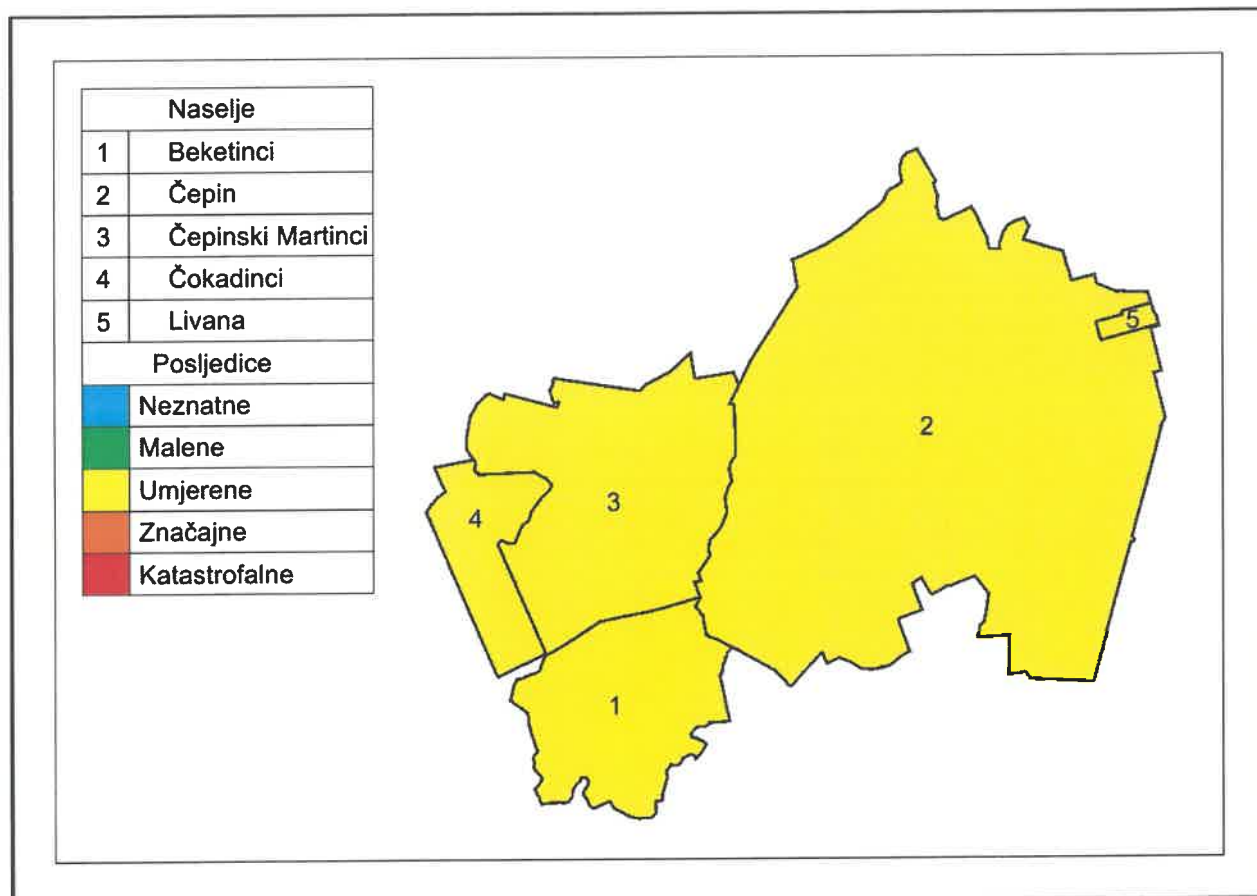 Naselje
1 Beketinci
2 Čepin
3 Čepinski Martinci
4 Čokadinci
5 Livana
Posljedice
Neznatne
Malene
Umjerene
Značajne
Katastrofalne
5
2
3
4
1